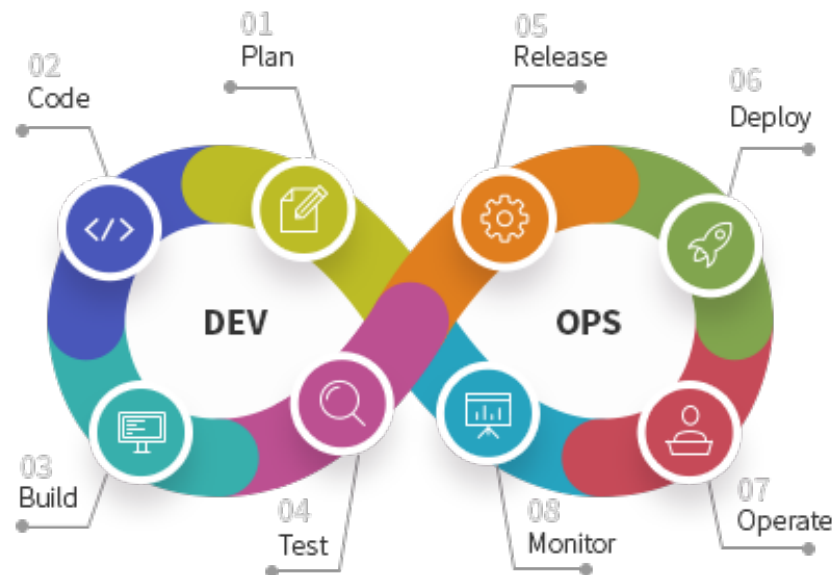 01
Plan
02
Code
03
Build
04
Test
05
Release
06
Deploy
07
Operate
08
Monitor
DEV
OPS
</>